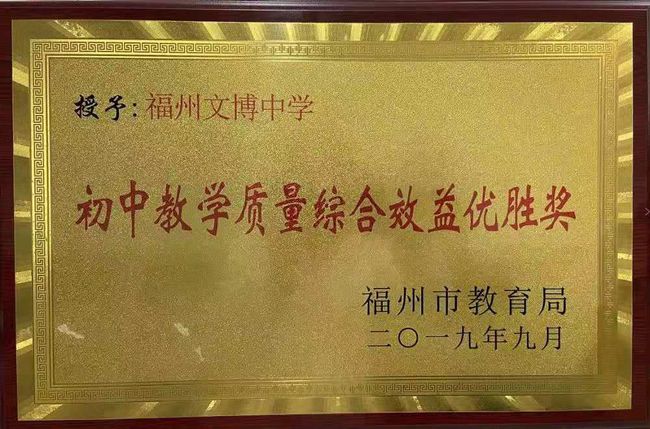 授予:福州文博中学
初中教学质量综合效益优胜奖
福州市教育局
二〇一九年九月